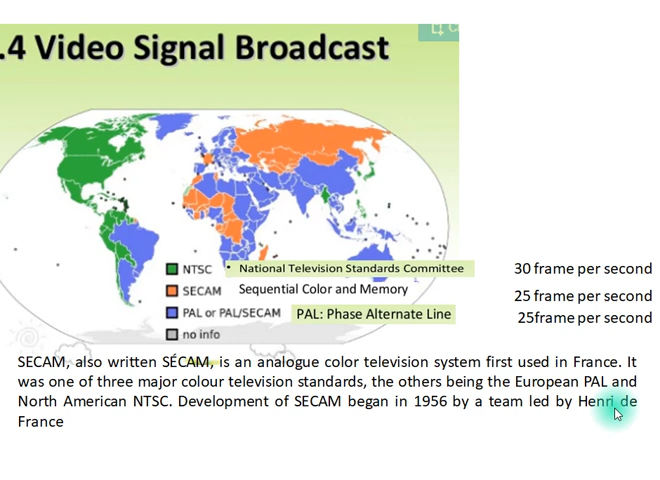 .4 Video Signal Broadcast
NTSC • National Television Standards Committee 30 frame per second
SECAM Sequential Color and Memory 25 frame per second
PAL or PAL/SECAM PAL: Phase Alternate Line 25frame per second
no info
SECAM, also written SÉCAM, is an analogue color television system first used in France. It
was one of three major colour television standards, the others being the European PAL and
North American NTSC. Development of SECAM began in 1956 by a team led by Henri de
France